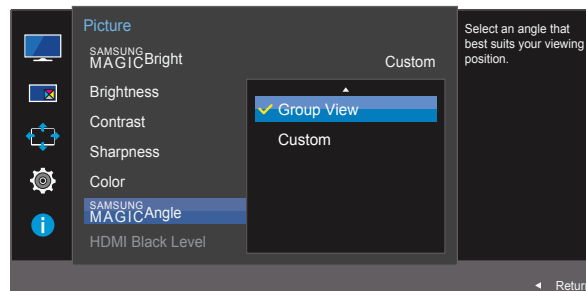 Picture
SAMSUNG
MAGICBright Custom
Brightness
Contrast
Sharpness
Color
SAMSUNG
MAGICAngle
HDMI Black Level
Group View
Custom
Select an angle that
best suits your viewing
position.
Return